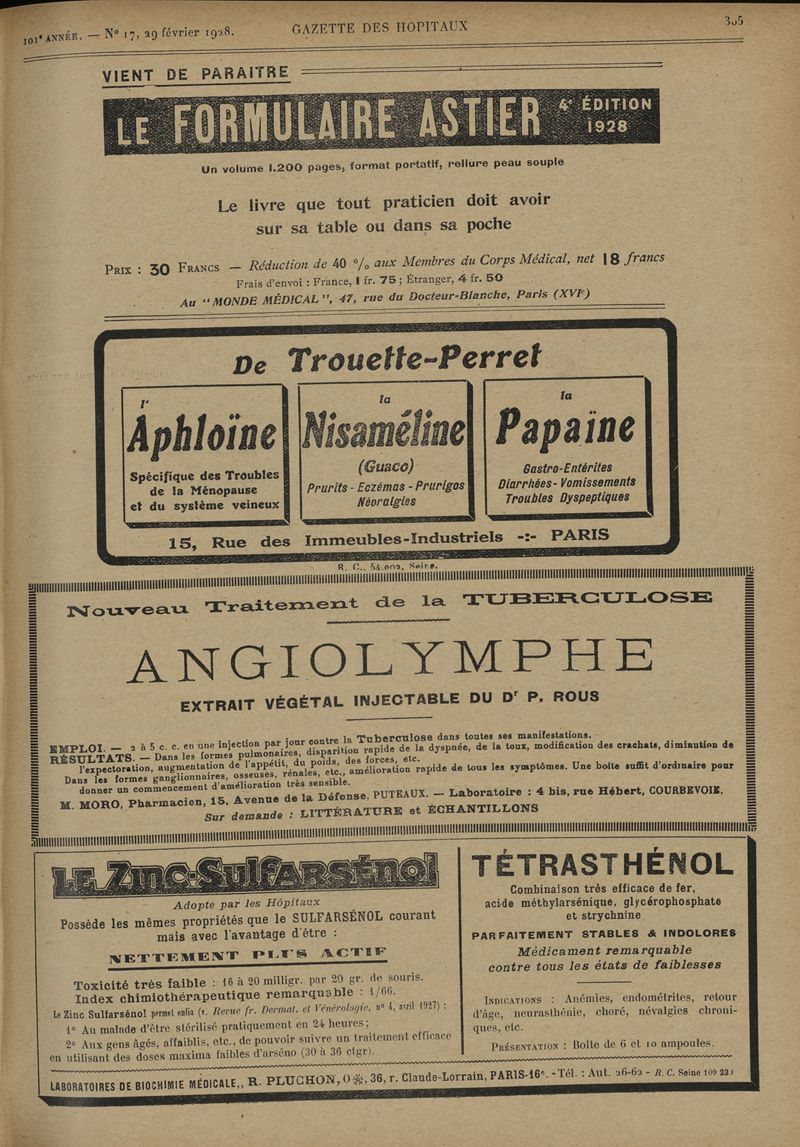 101e ANNÉE. — No 17, 29 février 1928.
GAZETTE DES HOPITAUX
305
VIENT DE PARAITRE
LE FORMULAIRE ASTIER 4e ÉDITION 1928
Un volume 1.200 pages, format portatif, reliure peau souple
Le livre que tout praticien doit avoir
sur sa table ou dans sa poche
PRIX : 30 FRANCS — Réduction de 40 % aux Membres du Corps Médical, net 18 francs
Frais d'envoi : France, 1 fr. 75 ; Étranger, 4 fr. 50
Au "MONDE MÉDICAL", 47, rue du Docteur-Blanche, Paris (XVIe)
De Trouette-Perret
l'
Aphloïne
Spécifique des Troubles
de la Ménopause
et du système veineux
la
Nisaméline
(Guaco)
Prurits - Eczémas - Prurigos
Névralgies
la
Papaïne
Gastro-Entérites
Diarrhées - Vomissements
Troubles Dyspeptiques
15, Rue des Immeubles-Industriels -:- PARIS
R. C., 54.002, Seine.
Nouveau Traitement de la TUBERCULOSE
ANGIOLYMPHE
EXTRAIT VÉGÉTAL INJECTABLE DU Dr P. ROUS
EMPLOI. — 2 à 5 c. c. en une injection par jour contre la Tuberculose dans toutes ses manifestations.
RÉSULTATS. — Dans les formes pulmonaires, disparition rapide de la dyspnée, de la toux, modification des crachats, diminution de
l'expectoration, augmentation de l'appétit, du poids, des forces, etc.
Dans les formes ganglionnaires, osseuses, rénales, etc., amélioration rapide de tous les symptômes. Une boîte suffit d'ordinaire pour
donner un commencement d'amélioration très sensible.
M. MORO, Pharmacien, 15, Avenue de la Défense, PUTEAUX. — Laboratoire : 4 bis, rue Hébert, COURBEVOIE.
Sur demande : LITTÉRATURE et ÉCHANTILLONS
LE Zinc-Sulfarsénol
Adopte par les Hôpitaux
Possède les mêmes propriétés que le SULFARSÉNOL courant
mais avec l'avantage d'être :
NETTEMENT PLUS ACTIF
Toxicité très faible : 16 à 20 milligr. par 20 gr. de souris.
Index chimiothérapeutique remarquable : 1/66.
Le Zinc Sulfarsénol permet enfin (v. Revue fr. Dermat. et Vénérologie, no 4, avril 1927) :
1o Au malade d'être stérilisé pratiquement en 24 heures ;
2o Aux gens âgés, affaiblis, etc., de pouvoir suivre un traitement efficace
en utilisant des doses maxima faibles d'arséno (30 à 36 ctgr).
TÉTRASTHÉNOL
Combinaison très efficace de fer,
acide méthylarsénique, glycérophosphate
et strychnine
PARFAITEMENT STABLES & INDOLORES
Médicament remarquable
contre tous les états de faiblesses
INDICATIONS : Anémies, endométrites, retour
d'âge, neurasthénie, choré, névalgies chroni-
ques, etc.
PRÉSENTATION : Boîte de 6 et 10 ampoules.
LABORATOIRES DE BIOCHIMIE MÉDICALE,, R. PLUCHON, O ✻, 36, r. Claude-Lorrain, PARIS-16e. - Tél. : Aut. 26-62 - R. C. Seine